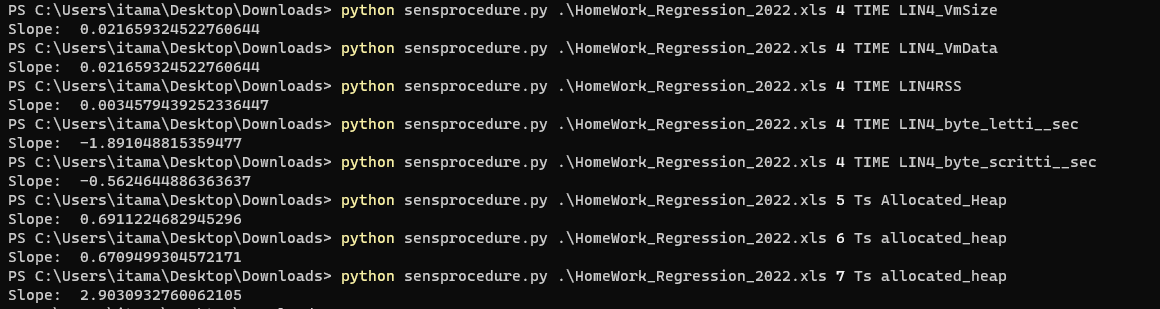 PS C:\Users\itama\Desktop\Downloads> python sensprocedure.py .\HomeWork_Regression_2022.xls 4 TIME LIN4_VmSize
Slope:  0.021659324522760644
PS C:\Users\itama\Desktop\Downloads> python sensprocedure.py .\HomeWork_Regression_2022.xls 4 TIME LIN4_VmData
Slope:  0.021659324522760644
PS C:\Users\itama\Desktop\Downloads> python sensprocedure.py .\HomeWork_Regression_2022.xls 4 TIME LIN4RSS
Slope:  0.0034579439252336447
PS C:\Users\itama\Desktop\Downloads> python sensprocedure.py .\HomeWork_Regression_2022.xls 4 TIME LIN4_byte_letti__sec
Slope:  -1.891048815359477
PS C:\Users\itama\Desktop\Downloads> python sensprocedure.py .\HomeWork_Regression_2022.xls 4 TIME LIN4_byte_scritti__sec
Slope:  -0.5624644886363637
PS C:\Users\itama\Desktop\Downloads> python sensprocedure.py .\HomeWork_Regression_2022.xls 5 Ts Allocated_Heap
Slope:  0.6911224682945296
PS C:\Users\itama\Desktop\Downloads> python sensprocedure.py .\HomeWork_Regression_2022.xls 6 Ts allocated_heap
Slope:  0.6709499304572171
PS C:\Users\itama\Desktop\Downloads> python sensprocedure.py .\HomeWork_Regression_2022.xls 7 Ts allocated_heap
Slope:  2.9030932760062105